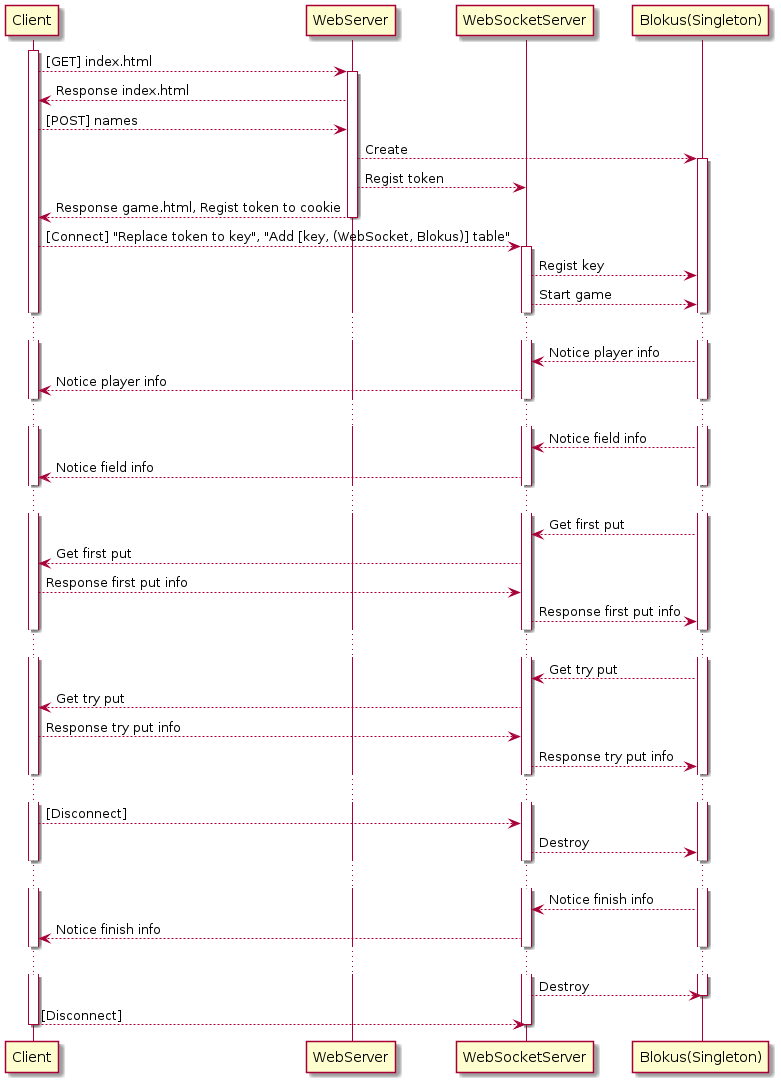 Client
WebServer
WebSocketServer
Blokus(Singleton)
[GET] index.html
Response index.html
[POST] names
Create
Regist token
Response game.html, Regist token to cookie
[Connect] "Replace token to key", "Add [key, (WebSocket, Blokus)] table"
Regist key
Start game
Notice player info
Notice player info
Notice field info
Notice field info
Get first put
Get first put
Response first put info
Response first put info
Get try put
Get try put
Response try put info
Response try put info
[Disconnect]
Destroy
Notice finish info
Notice finish info
Destroy
[Disconnect]
Client
WebServer
WebSocketServer
Blokus(Singleton)